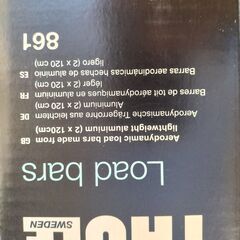 THULE
SWEDEN
Load bars
GB Aerodynamic load bars made from
lightweight aluminium (2x 120cm)
DE Aerodynamische Trägerrohre aus leichtem
Aluminium (2 x 120 cm)
FR Barres de toit aérodynamiques en aluminium
léger (2 x 120 cm)
ES Barras aerodinámicas hechas de aluminio
ligero (2 x 120 cm)
861